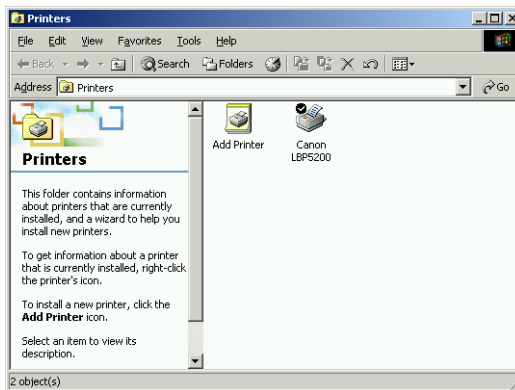 Printers
File Edit View Favorites Tools Help
Back Search Folders
Address Printers Go
Printers
This folder contains information
about printers that are currently
installed, and a wizard to help you
install new printers.
To get information about a printer
that is currently installed, right-click
the printer's icon.
To install a new printer, click the
Add Printer icon.
Select an item to view its
description.
Add Printer
Canon
LBP5200
2 object(s)